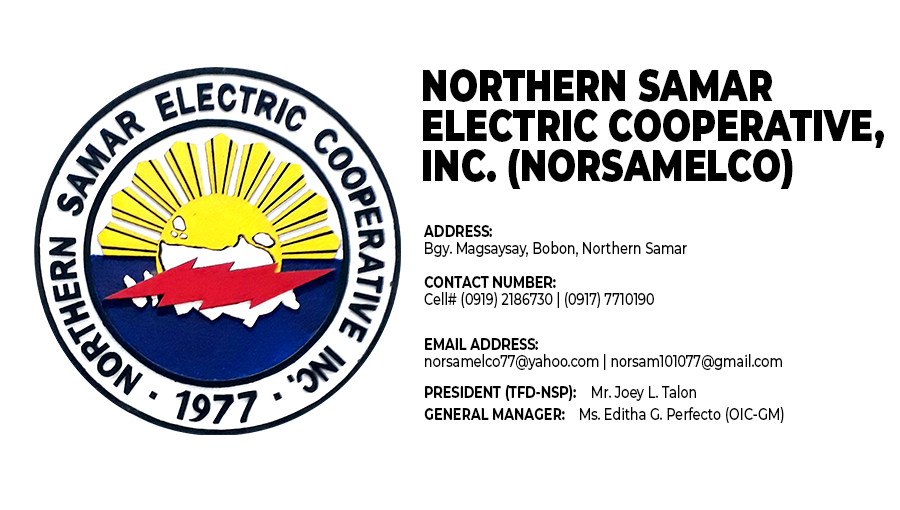 NORTHERN SAMAR ELECTRIC COOPERATIVE INC.
· 1977 ·
NORTHERN SAMAR
ELECTRIC COOPERATIVE,
INC. (NORSAMELCO)
ADDRESS:
Bgy. Magsaysay, Bobon, Northern Samar
CONTACT NUMBER:
Cell# (0919) 2186730 | (0917) 7710190
EMAIL ADDRESS:
norsamelco77@yahoo.com | norsam101077@gmail.com
PRESIDENT (TFD-NSP): Mr. Joey L. Talon
GENERAL MANAGER: Ms. Editha G. Perfecto (OIC-GM)